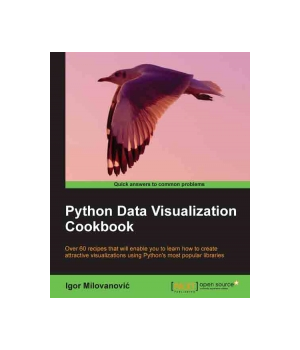 Quick answers to common problems
Python Data Visualization
Cookbook
Over 60 recipes that will enable you to learn how to create
attractive visualizations using Python's most popular libraries
Igor Milovanović
open source